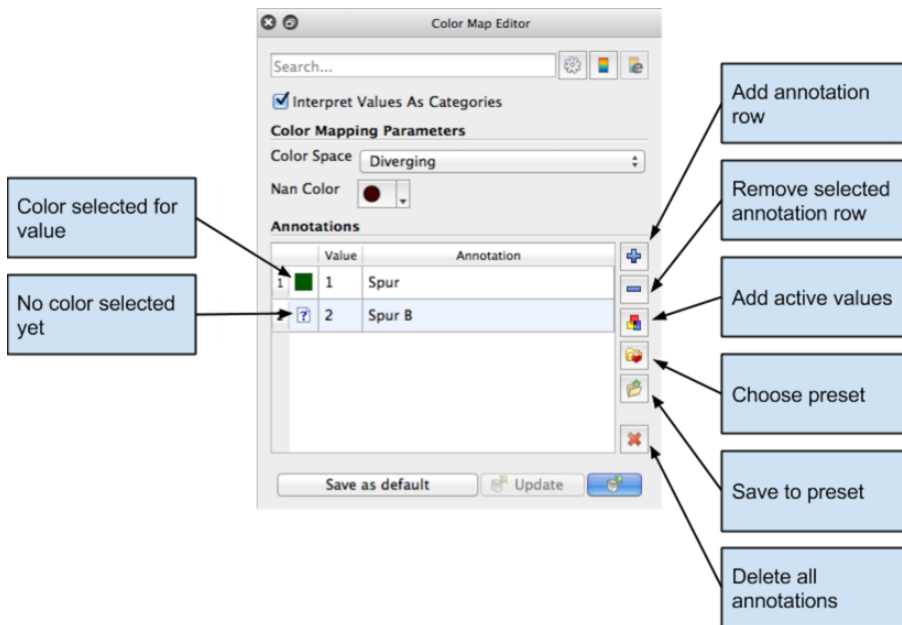 Color Map Editor
Search...
Interpret Values As Categories
Color Mapping Parameters
Color Space Diverging
Nan Color
Annotations
Value Annotation
1 1 Spur
2 2 Spur B
Save as default Update
Color selected for
value
No color selected
yet
Add annotation
row
Remove selected
annotation row
Add active values
Choose preset
Save to preset
Delete all
annotations